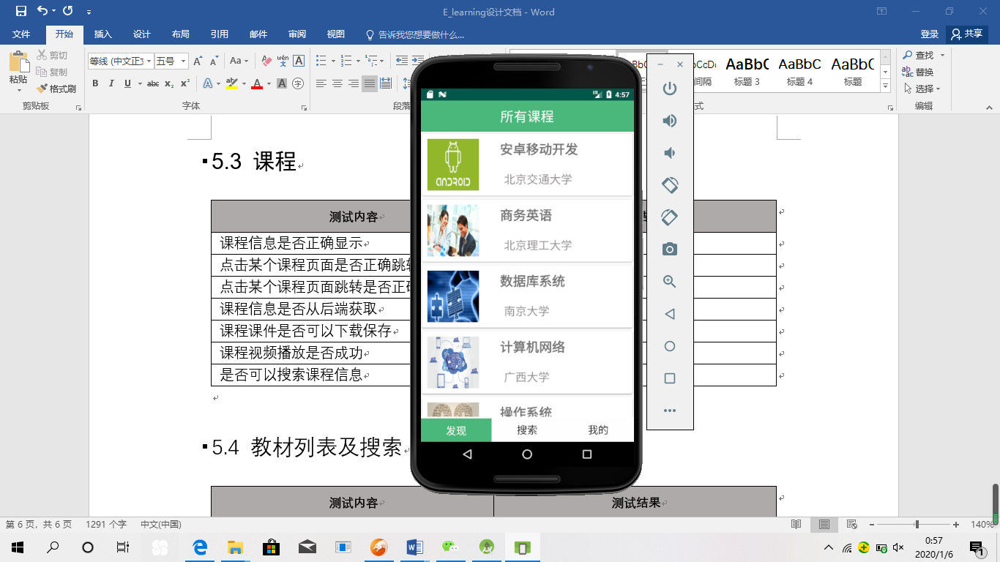 E_learning设计文档 - Word
文件 开始 插入 设计 布局 引用 邮件 审阅 视图 告诉我您想要做什么... 登录 共享
粘贴
剪切
复制
格式刷
剪贴板
等线 (中文正文 五号
字体
段落
间隔
AaBbC
标题 3
AaBbC
标题 4
标题
查找
替换
选择
编辑
5.3 课程
测试内容
课程信息是否正确显示
点击某个课程页面是否正确跳转
点击某个课程页面跳转是否正确
课程信息是否从后端获取
课程课件是否可以下载保存
课程视频播放是否成功
是否可以搜索课程信息
5.4 教材列表及搜索
测试内容 测试结果
4:57
所有课程
ANDROID
安卓移动开发
北京交通大学
商务英语
北京理工大学
数据库系统
南京大学
计算机网络
广西大学
操作系统
发现 搜索 我的
第 6 页，共 6 页 1291 个字 中文(中国) 140%
0:57
2020/1/6
1